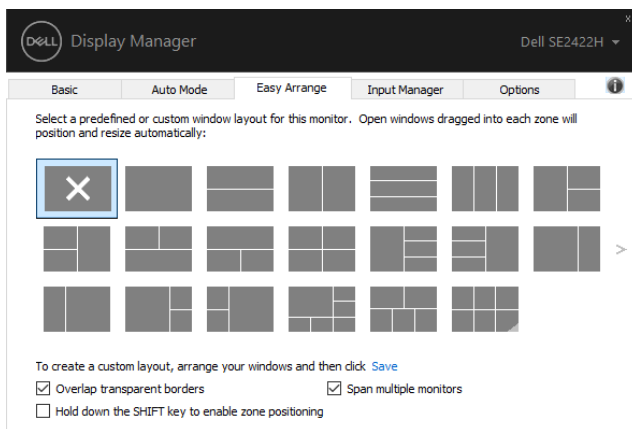 DELL Display Manager
Dell SE2422H
Basic Auto Mode Easy Arrange Input Manager Options
Select a predefined or custom window layout for this monitor. Open windows dragged into each zone will
position and resize automatically:
To create a custom layout, arrange your windows and then click Save
Overlap transparent borders
Span multiple monitors
Hold down the SHIFT key to enable zone positioning